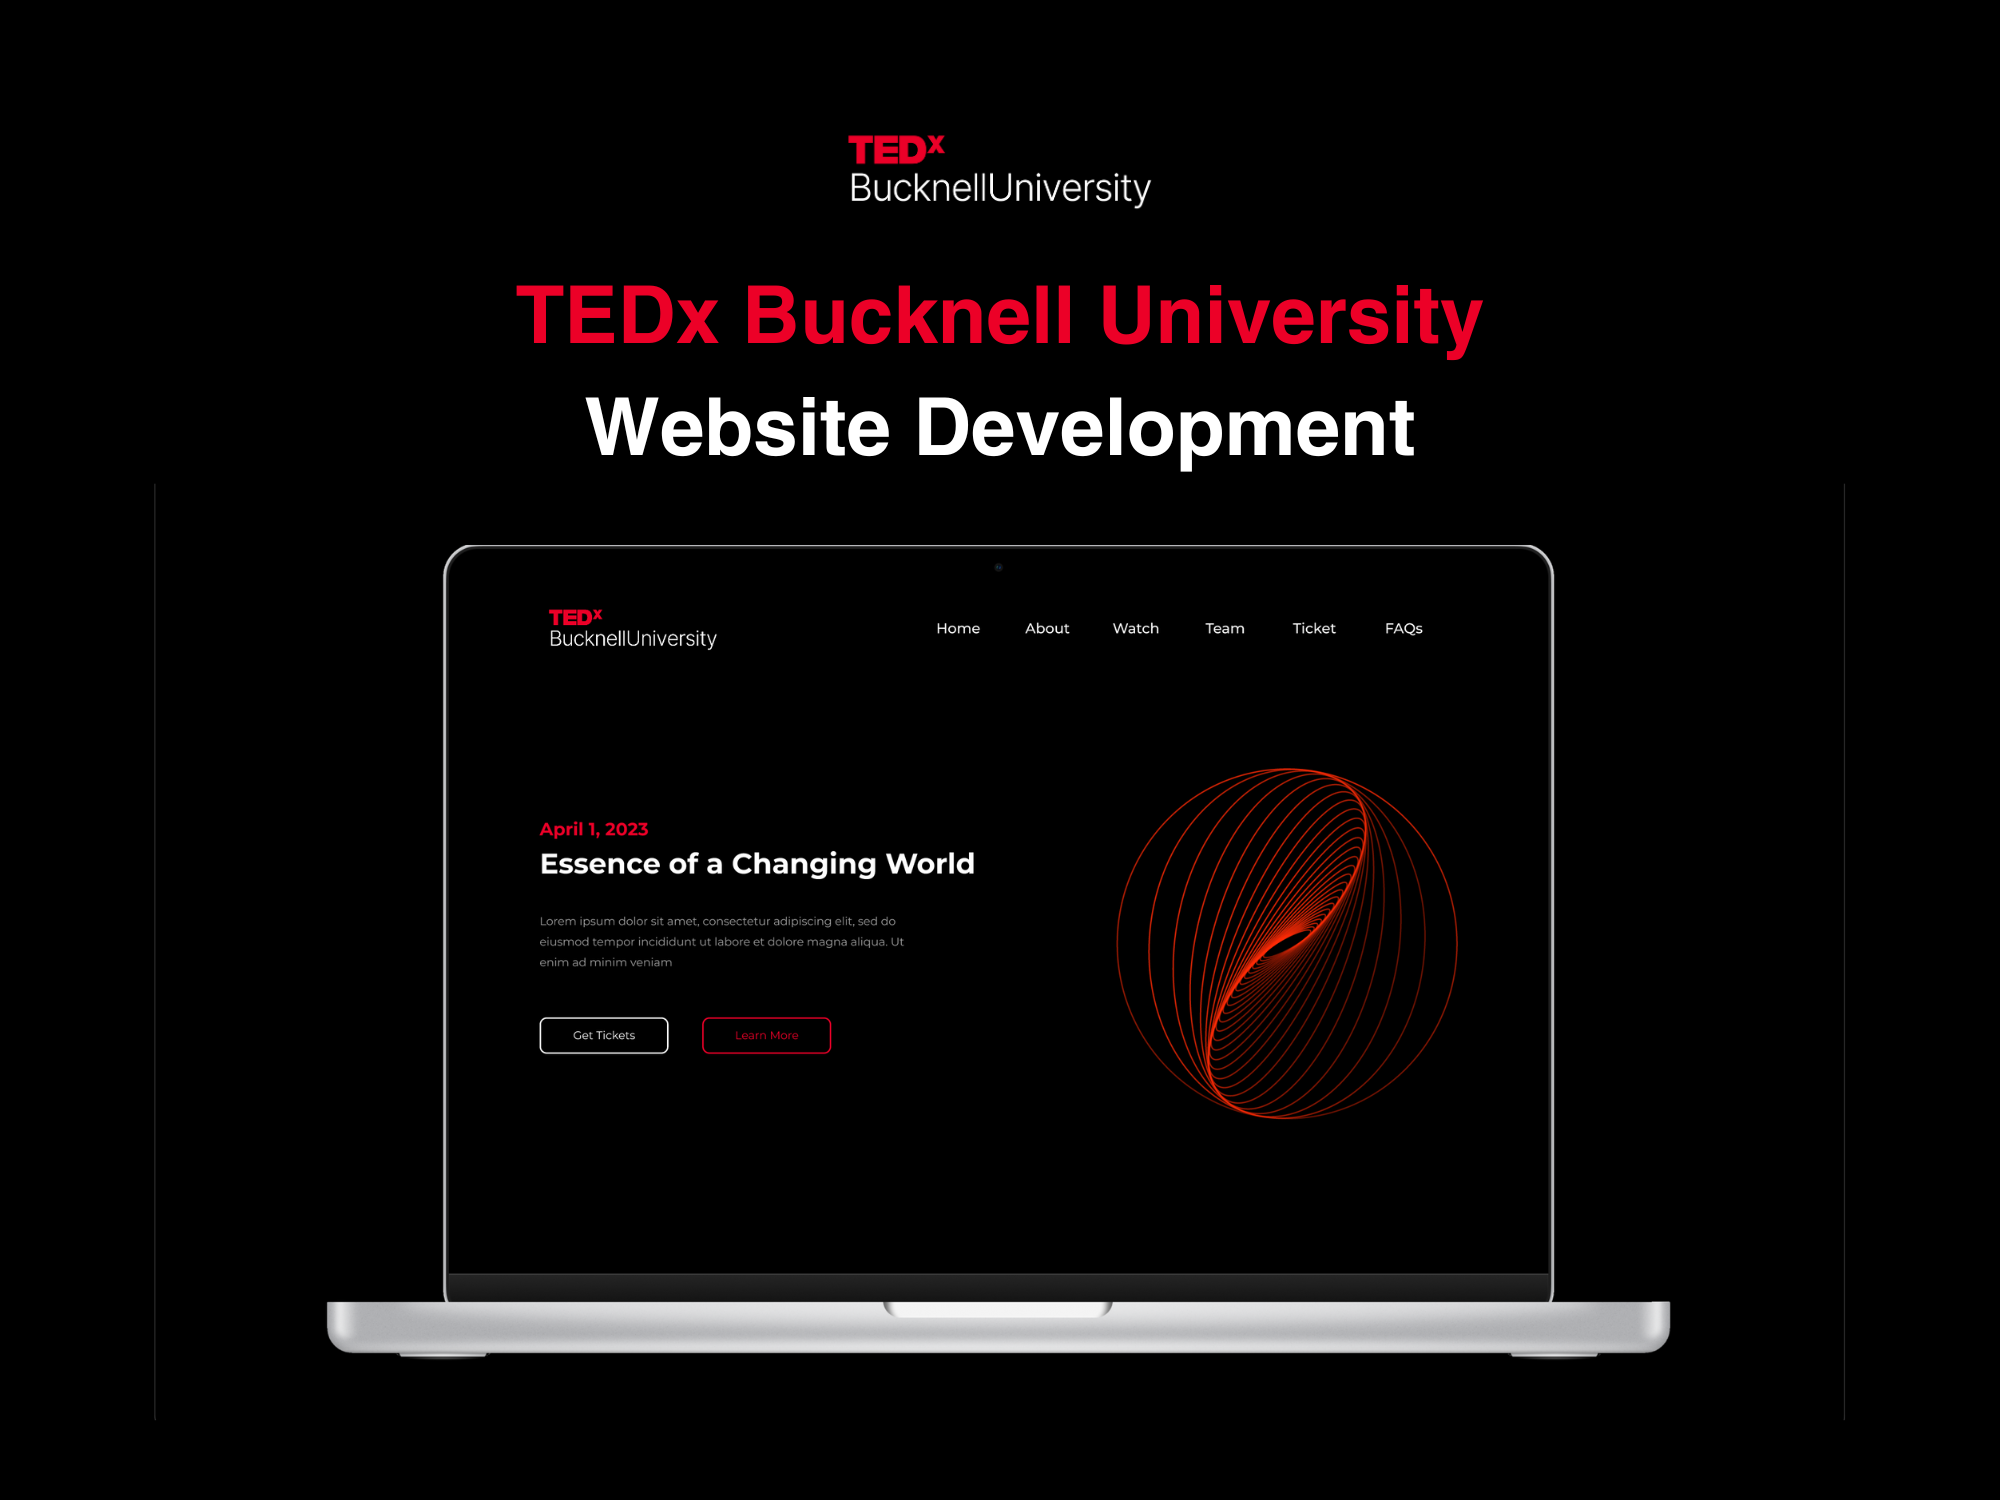 TEDx
BucknellUniversity
TEDx Bucknell University
Website Development
TEDx
BucknellUniversity
Home About Watch Team Ticket FAQs
April 1, 2023
Essence of a Changing World
Lorem ipsum dolor sit amet, consectetur adipiscing elit, sed do
eiusmod tempor incididunt ut labore et dolore magna aliqua. Ut
enim ad minim veniam
Get Tickets Learn More